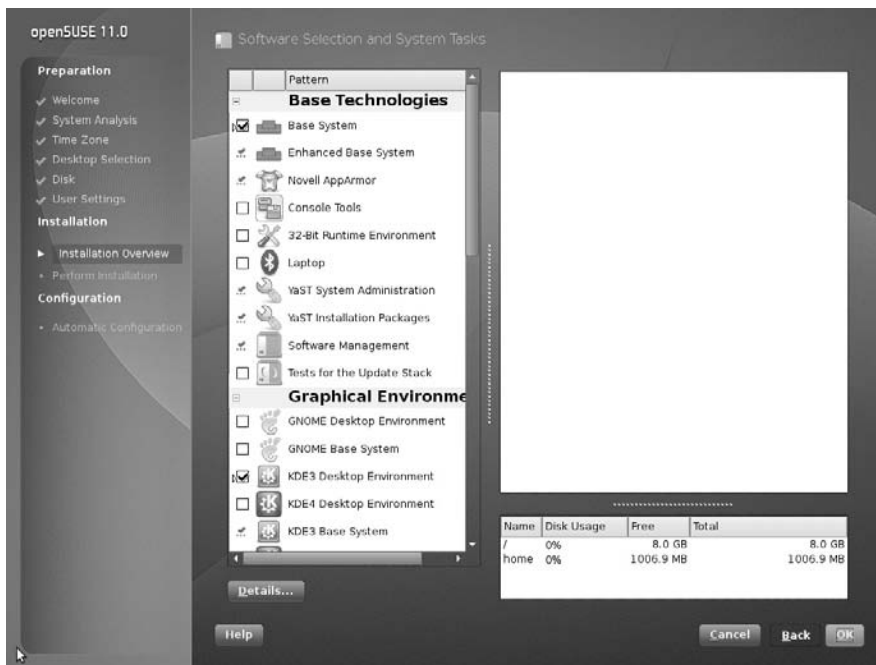 openSUSE 11.0
Preparation
Welcome
System Analysis
Time Zone
Desktop Selection
Disk
User Settings
Installation
Installation Overview
Perform Installation
Configuration
Automatic Configuration
Software Selection and System Tasks
Pattern
Base Technologies
Base System
Enhanced Base System
Novell AppArmor
Console Tools
32-Bit Runtime Environment
Laptop
YaST System Administration
YaST Installation Packages
Software Management
Tests for the Update Stack
Graphical Environme
GNOME Desktop Environment
GNOME Base System
KDE3 Desktop Environment
KDE4 Desktop Environment
KDE3 Base System
Details...
Name Disk Usage Free Total
/ 0% 8.0 GB 8.0 GB
home 0% 1006.9 MB 1006.9 MB
Help
Cancel Back OK